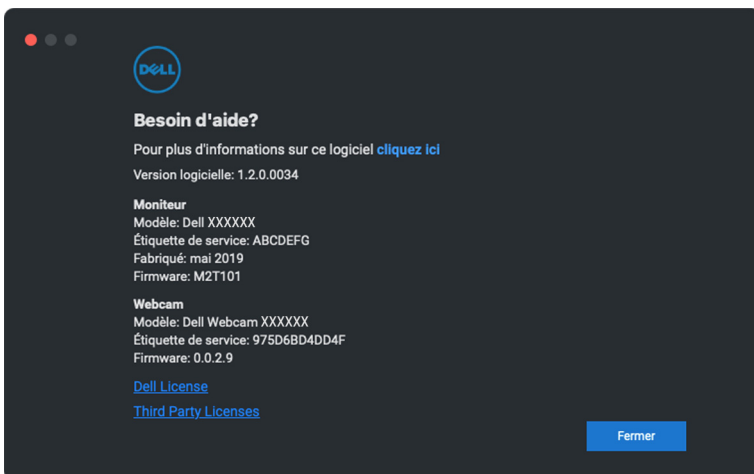 DELL
Besoin d'aide?
Pour plus d'informations sur ce logiciel cliquez ici
Version logicielle: 1.2.0.0034
Moniteur
Modèle: Dell XXXXXX
Étiquette de service: ABCDEFG
Fabriqué: mai 2019
Firmware: M2T101
Webcam
Modèle: Dell Webcam XXXXXX
Étiquette de service: 975D6BD4DD4F
Firmware: 0.0.2.9
Dell License
Third Party Licenses
Fermer